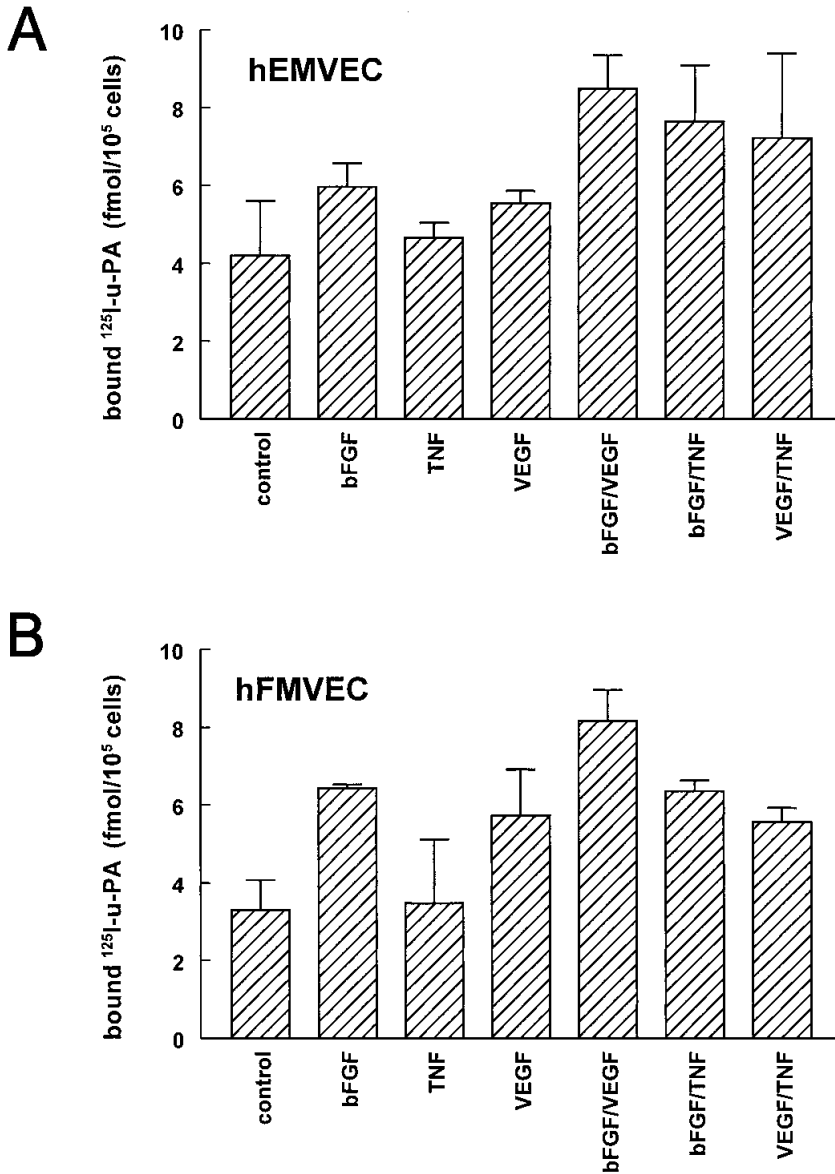 A
hEMVEC
bound ¹²⁵I-u-PA (fmol/10⁵ cells)
10
8
6
4
2
0
control
bFGF
TNF
VEGF
bFGF/VEGF
bFGF/TNF
VEGF/TNF
B
hFMVEC
bound ¹²⁵I-u-PA (fmol/10⁵ cells)
10
8
6
4
2
0
control
bFGF
TNF
VEGF
bFGF/VEGF
bFGF/TNF
VEGF/TNF